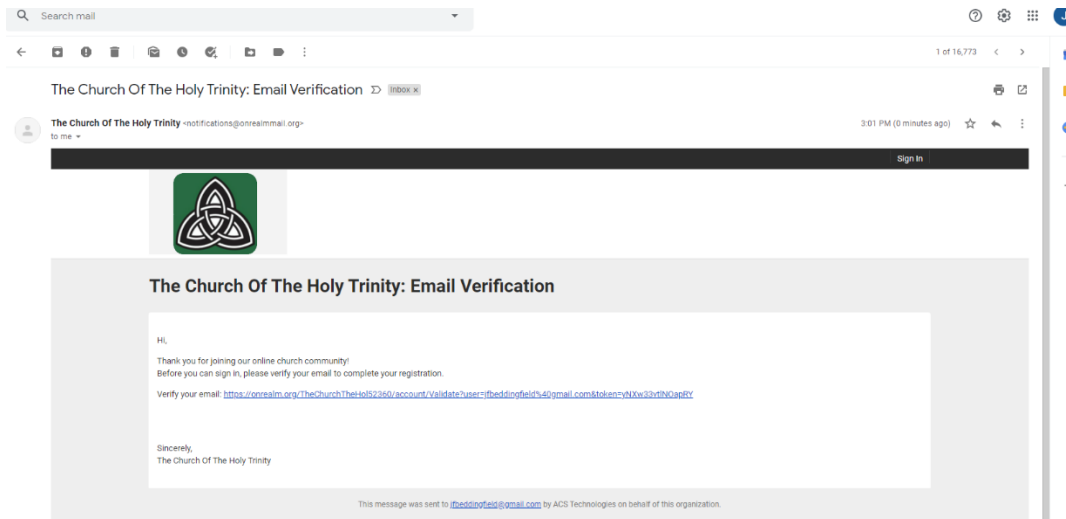 Search mail
1 of 16,773
The Church Of The Holy Trinity: Email Verification Inbox x
The Church Of The Holy Trinity <notifications@onrealmmail.org>
3:01 PM (0 minutes ago)
to me
Sign In
The Church Of The Holy Trinity: Email Verification
Hi,
Thank you for joining our online church community!
Before you can sign in, please verify your email to complete your registration.
Verify your email: https://onrealm.org/TheChurchTheHol52360/account/Validate?user=jfbeddingfield%40gmail.com&token=yNXw33vtlNOapRY
Sincerely,
The Church Of The Holy Trinity
This message was sent to jfbeddingfield@gmail.com by ACS Technologies on behalf of this organization.